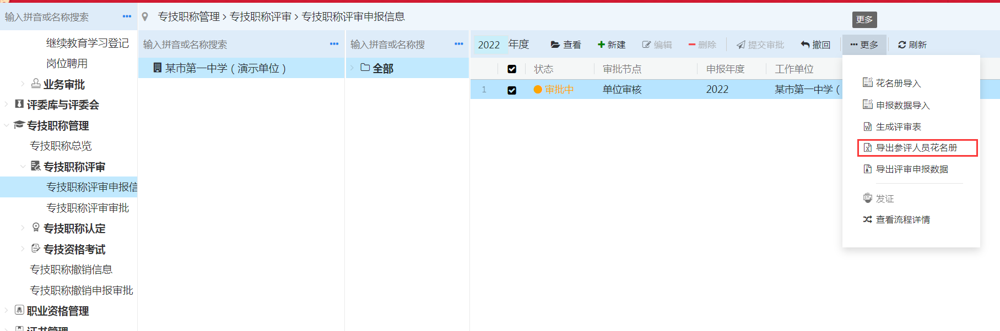 输入拼音或名称搜索
专技职称管理 > 专技职称评审 > 专技职称评审申报信息
更多
继续教育学习登记
岗位聘用
业务审批
评委库与评委会
专技职称管理
专技职称总览
专技职称评审
专技职称评审申报信
专技职称评审审批
专技职称认定
专技资格考试
专技职称撤销信息
专技职称撤销申报审批
职业资格管理
证书管理
输入拼音或名称搜索
某市第一中学（演示单位）
输入拼音或名称搜
全部
2022 年度 查看 新建 编辑 删除 提交审批 撤回 更多 刷新
状态 审批节点 申报年度 工作单位
1 审批中 单位审核 2022 某市第一中学（
花名册导入
申报数据导入
生成评审表
导出参评人员花名册
导出评审申报数据
发证
查看流程详情